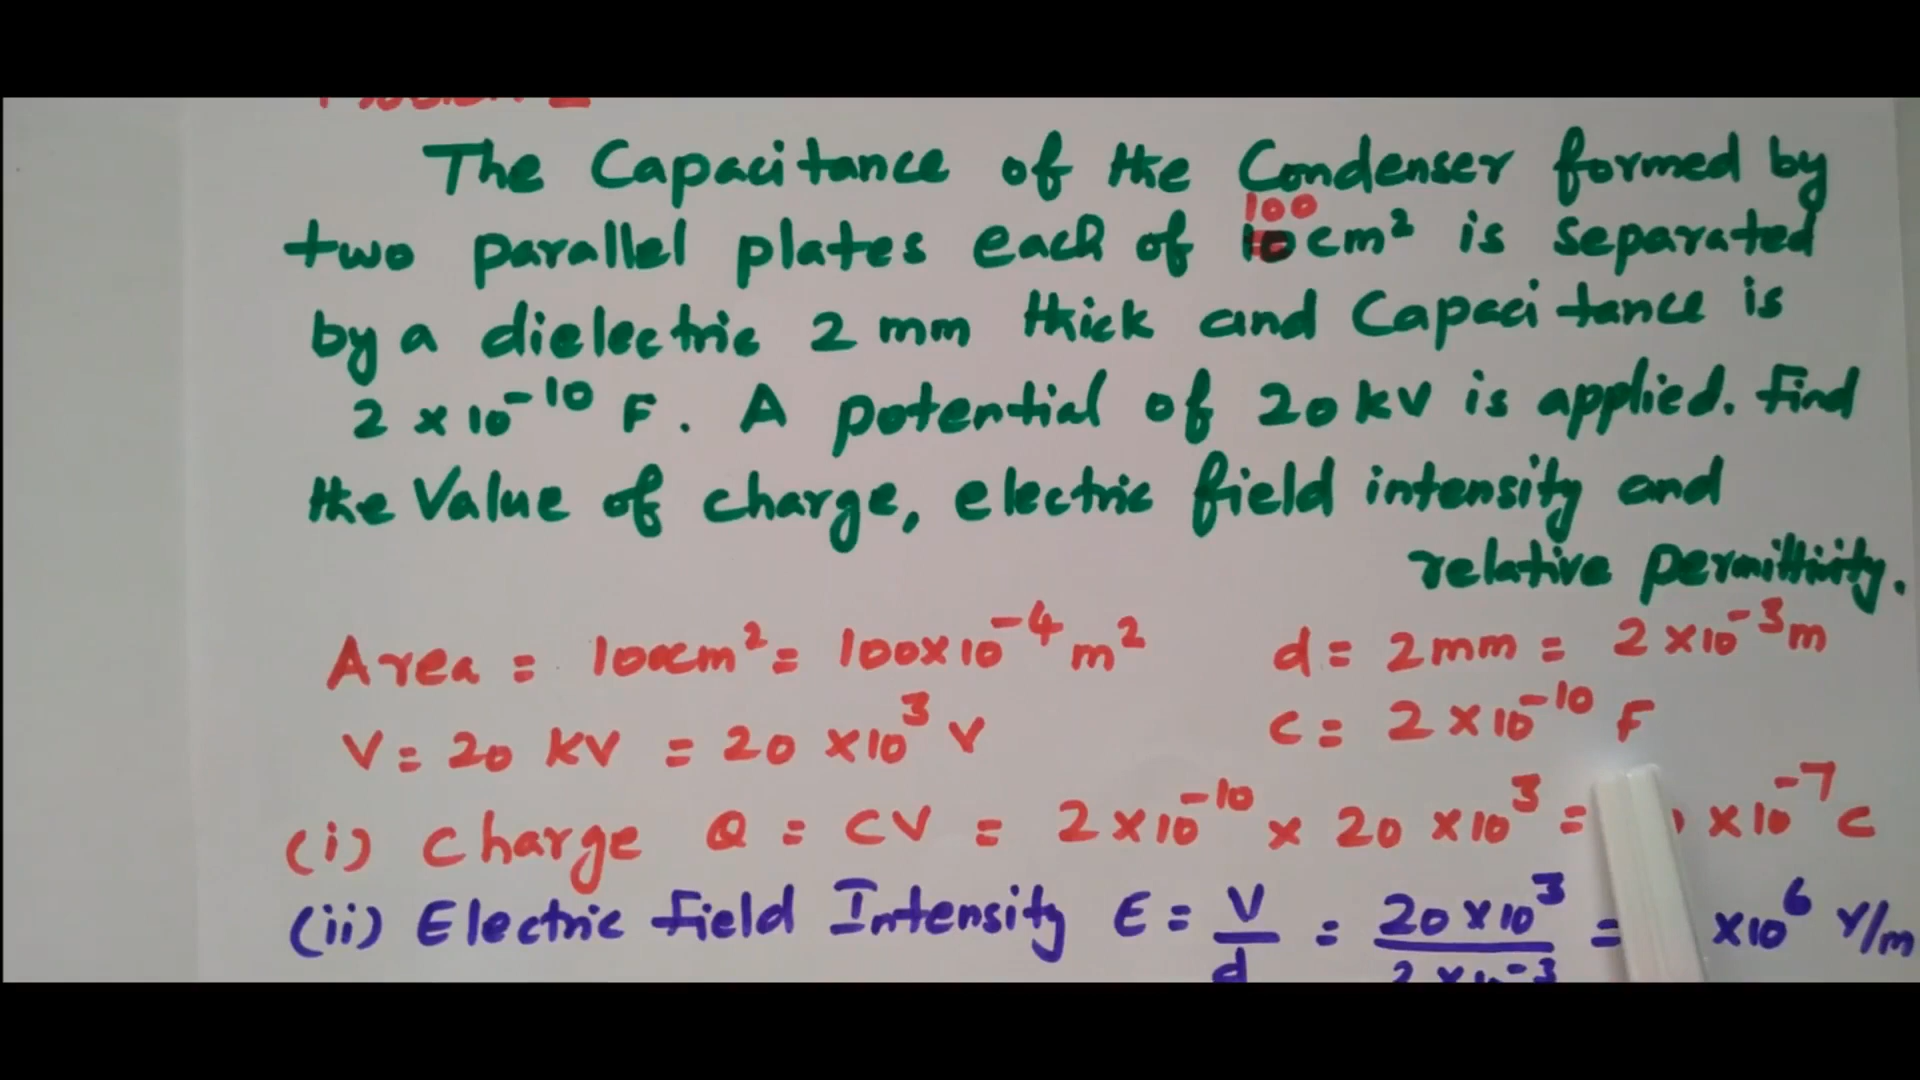 The Capacitance of the Condenser formed by
100
two parallel plates each of 10 cm² is separated
by a dielectric 2 mm thick and Capacitance is
2 × 10⁻¹⁰ F. A potential of 20 kV is applied. Find
the Value of charge, electric field intensity and
relative permittivity.
Area = 100cm² = 100×10⁻⁴ m² d = 2mm = 2×10⁻³m
V = 20 KV = 20 ×10³ V C = 2×10⁻¹⁰ F
(i) Charge Q = CV = 2×10⁻¹⁰ × 20 ×10³ = ×10⁻⁷ C
(ii) Electric field Intensity E = V/d = 20×10³/2×10⁻³ = ×10⁶ V/m